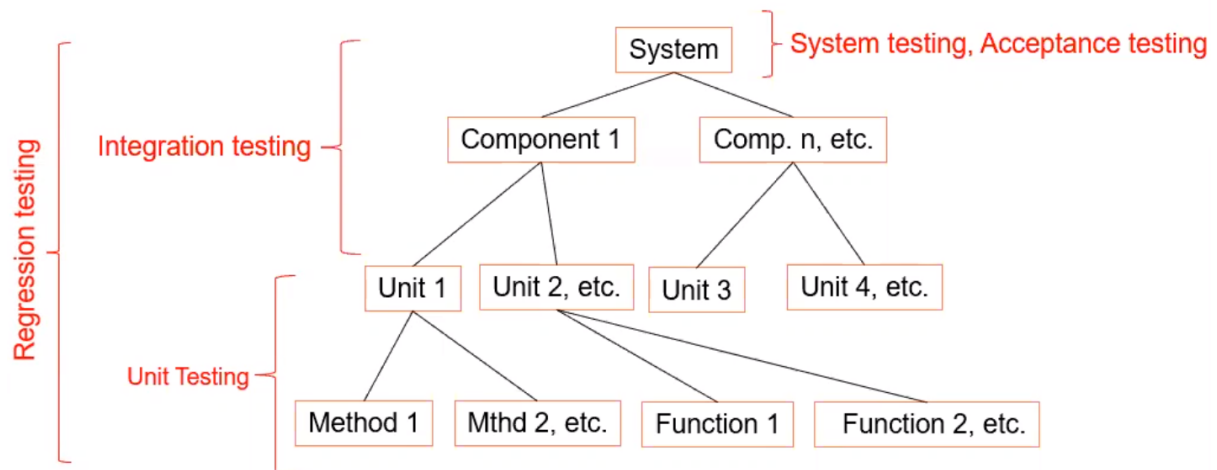 System
System testing, Acceptance testing
Integration testing
Component 1
Comp. n, etc.
Regression testing
Unit 1
Unit 2, etc.
Unit 3
Unit 4, etc.
Unit Testing
Method 1
Mthd 2, etc.
Function 1
Function 2, etc.